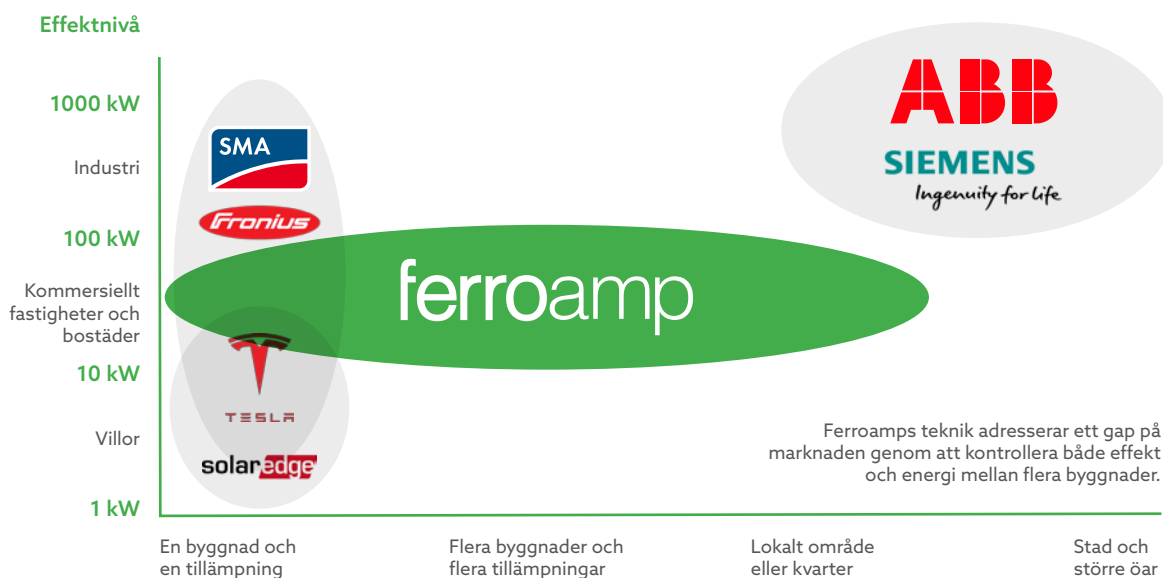 Effektnivå
1000 kW
Industri
100 kW
Kommersiellt
fastigheter och
bostäder
10 kW
Villor
1 kW
SMA
Fronius
ferroamp
TESLA
solaredge
ABB
SIEMENS
Ingenuity for life
Ferroamps teknik adresserar ett gap på
marknaden genom att kontrollera både effekt
och energi mellan flera byggnader.
En byggnad och
en tillämpning
Flera byggnader och
flera tillämpningar
Lokalt område
eller kvarter
Stad och
större öar